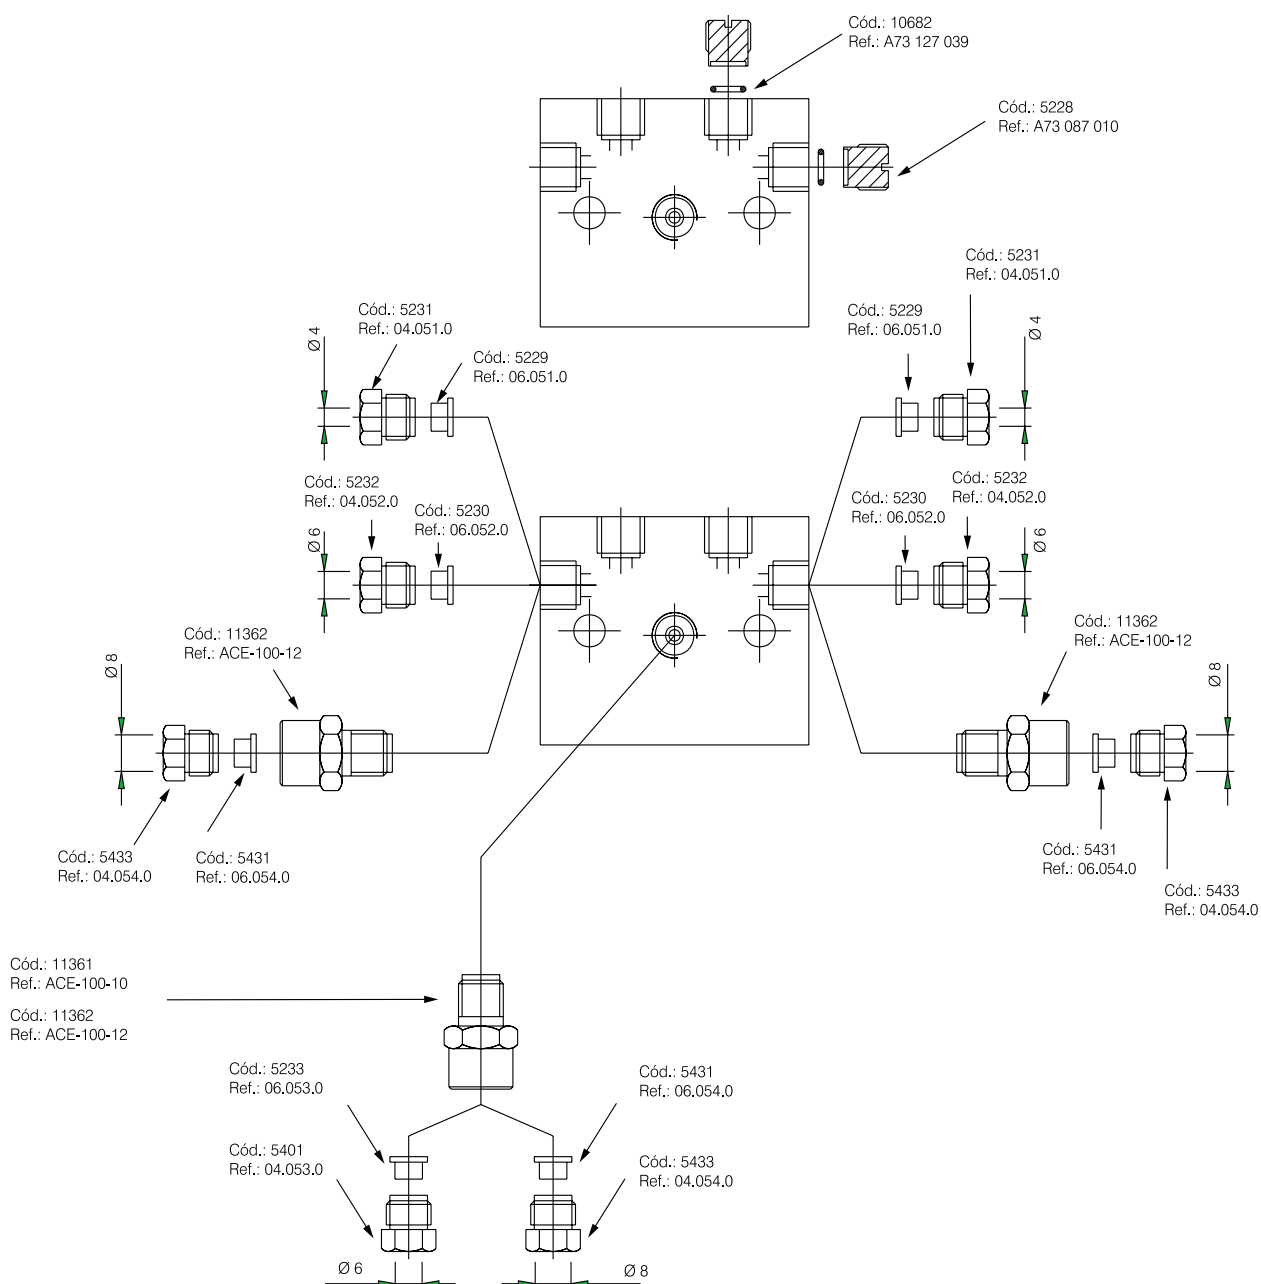 Cód.: 10682
Ref.: A73 127 039
Cód.: 5228
Ref.: A73 087 010
Cód.: 5231
Ref.: 04.051.0
Cód.: 5231
Ref.: 04.051.0
Cód.: 5229
Ref.: 06.051.0
Ø 4
Ø 4
Cód.: 5229
Ref.: 06.051.0
Cód.: 5232
Ref.: 04.052.0
Cód.: 5230
Ref.: 06.052.0
Cód.: 5230
Ref.: 06.052.0
Cód.: 5232
Ref.: 04.052.0
Ø 6
Ø 6
Cód.: 11362
Ref.: ACE-100-12
Cód.: 11362
Ref.: ACE-100-12
Ø 8
Ø 8
Cód.: 5433
Ref.: 04.054.0
Cód.: 5431
Ref.: 06.054.0
Cód.: 5431
Ref.: 06.054.0
Cód.: 5433
Ref.: 04.054.0
Cód.: 11361
Ref.: ACE-100-10
Cód.: 11362
Ref.: ACE-100-12
Cód.: 5233
Ref.: 06.053.0
Cód.: 5431
Ref.: 06.054.0
Cód.: 5401
Ref.: 04.053.0
Cód.: 5433
Ref.: 04.054.0
Ø 6
Ø 8